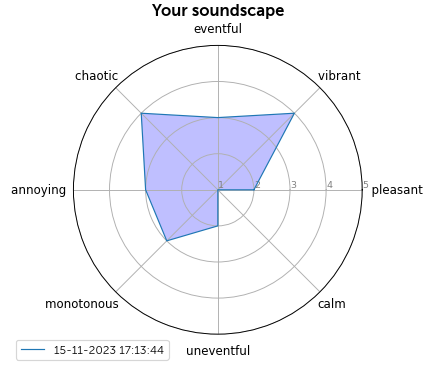 Your soundscape
eventful
chaotic
vibrant
annoying
1
2
3
4
5
pleasant
monotonous
calm
15-11-2023 17:13:44
uneventful